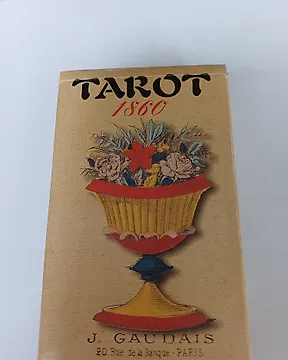 TAROT
1860
J. GAUDAIS
20 Rue de la Banque - PARIS